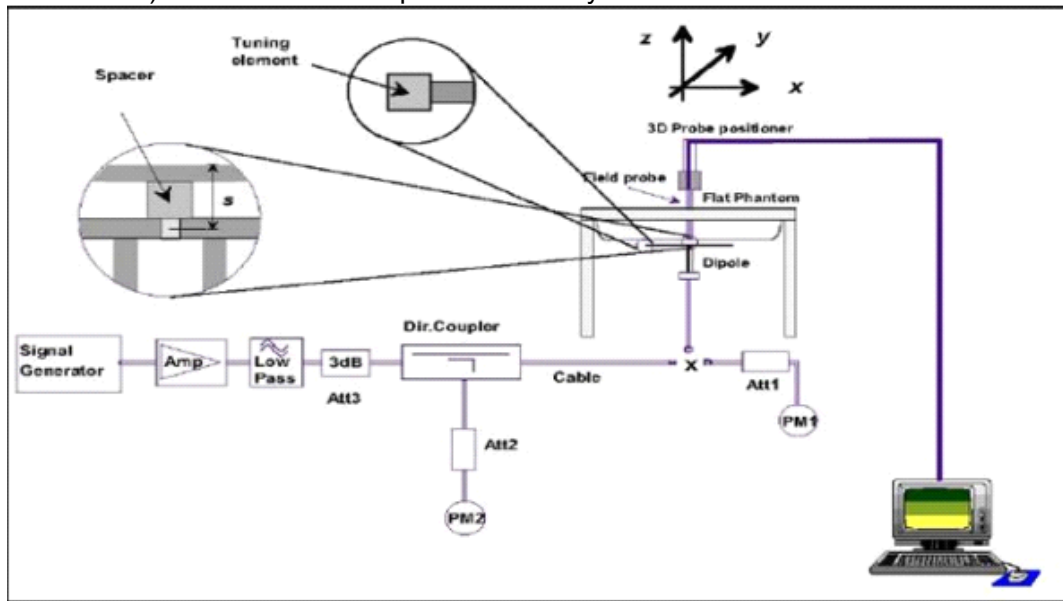 Tuning
element
Spacer
s
z
y
x
3D Probe positioner
Field probe
Flat Phantom
Dipole
Signal
Generator
Amp
Low
Pass
3dB
Att3
Dir.Coupler
Cable
x
Att1
PM1
Att2
PM2